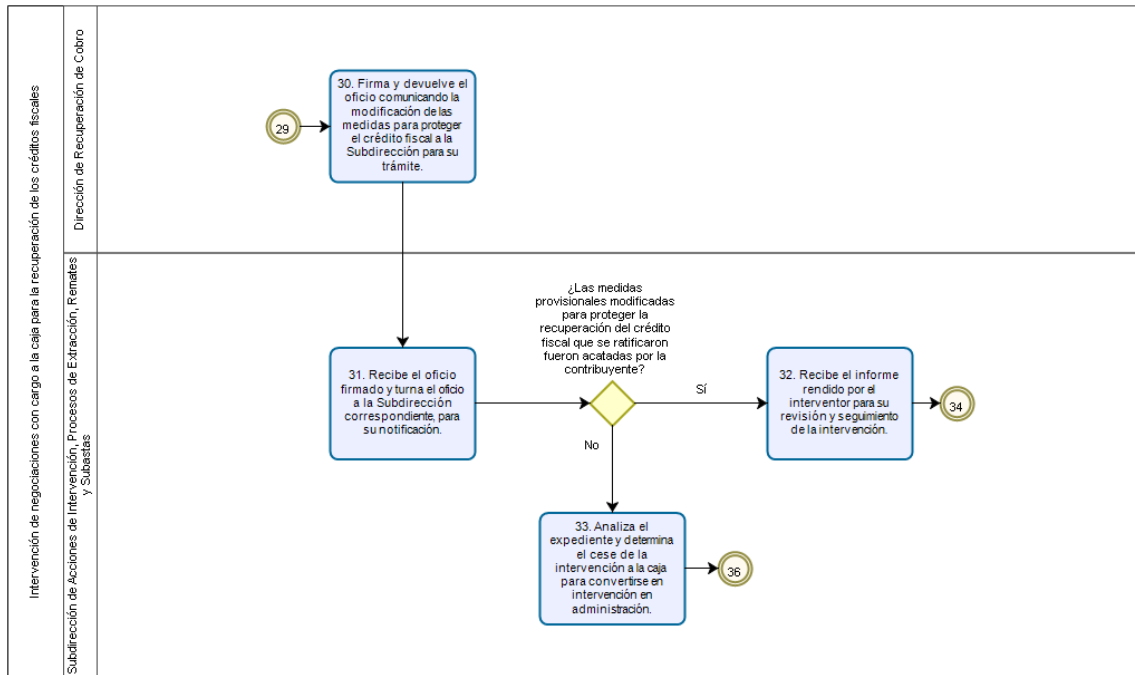 Intervención de negociaciones con cargo a la caja para la recuperación de los créditos fiscales
Dirección de Recuperación de Cobro
29
30. Firma y devuelve el
oficio comunicando la
modificación de las
medidas para proteger
el crédito fiscal a la
Subdirección para su
trámite.
Subdirección de Acciones de Intervención, Procesos de Extracción, Remates
y Subastas
31. Recibe el oficio
firmado y turna el oficio
a la Subdirección
correspondiente, para
su notificación.
¿Las medidas
provisionales modificadas
para proteger la
recuperación del crédito
fiscal que se ratificaron
fueron acatadas por la
contribuyente?
Sí
32. Recibe el informe
rendido por el
interventor para su
revisión y seguimiento
de la intervención.
34
No
33. Analiza el
expediente y determina
el cese de la
intervención a la caja
para convertirse en
intervención en
administración.
36